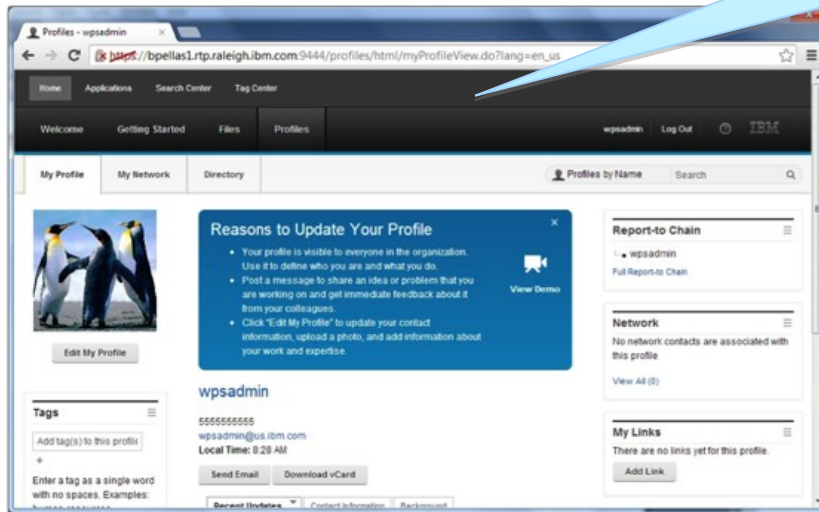 Profiles - wpsadmin
https://bpellas1.rtp.raleigh.ibm.com:9444/profiles/html/myProfileView.do?lang=en_us
Home Applications Search Center Tag Center
Welcome Getting Started Files Profiles wpsadmin Log Out IBM
My Profile My Network Directory Profiles by Name Search
Reasons to Update Your Profile
Your profile is visible to everyone in the organization.
Use it to define who you are and what you do.
Post a message to share an idea or problem that you
are working on and get immediate feedback about it
from your colleagues.
Click "Edit My Profile" to update your contact
information, upload a photo, and add information about
your work and expertise.
View Demo
Edit My Profile
Tags
Add tag(s) to this profile
+
Enter a tag as a single word
with no spaces. Examples:
human resources
wpsadmin
5555555555
wpsadmin@us.ibm.com
Local Time: 8:28 AM
Send Email Download vCard
Recent Updates Contact Information Background
Report-to Chain
wpsadmin
Full Report-to Chain
Network
No network contacts are associated with
this profile
View All (0)
My Links
There are no links yet for this profile.
Add Link